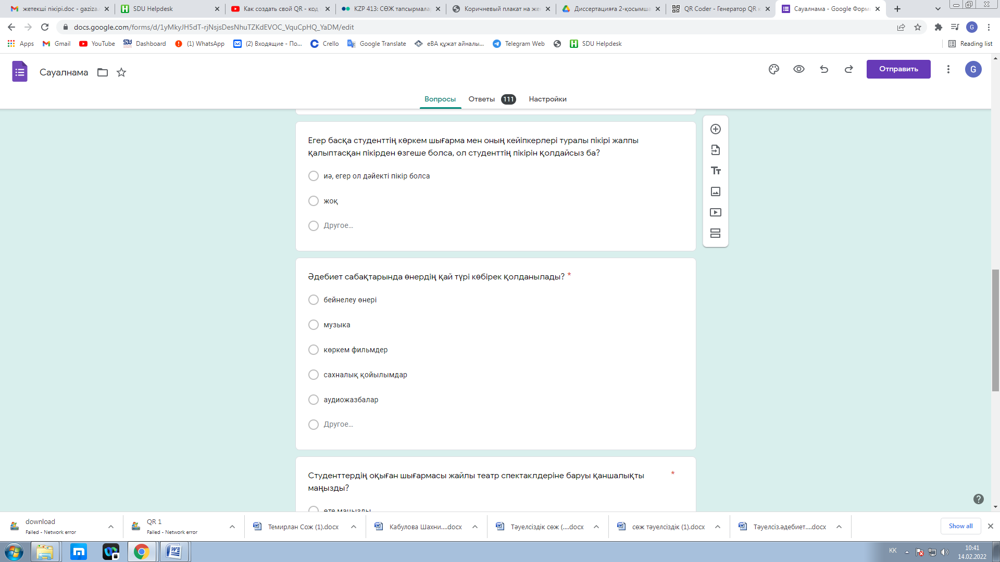 жетекші пікірі.doc - gaziza.
SDU Helpdesk
Как создать свой QR - код
KZP 413: СӨЖ тапсырмалар
Коричневый плакат на же
Диссертацияға 2-қосымша
QR Coder - Генератор QR к
Сауалнама - Google Форм
docs.google.com/forms/d/1yMkyJH5dT-rjNsjsDesNhuTZKdEVOC_VquCpHQ_YaDM/edit
G
Apps
Gmail
YouTube
Dashboard
(1) WhatsApp
(2) Входящие - По...
Crello
Google Translate
eBA құжат айналы...
Telegram Web
SDU Helpdesk
Reading list
Сауалнама
Отправить
G
Вопросы
Ответы 111
Настройки
Егер басқа студенттің көркем шығарма мен оның кейіпкерлері туралы пікірі жалпы
қалыптасқан пікірден өзгеше болса, ол студенттің пікірін қолдайсыз ба?
иә, егер ол дәйекті пікір болса
жоқ
Другое...
Әдебиет сабақтарында өнердің қай түрі көбірек қолданылады? *
бейнелеу өнері
музыка
көркем фильмдер
сахналық қойылымдар
аудиожазбалар
Другое...
Студенттердің оқыған шығармасы жайлы театр спектаклдеріне баруы қаншалықты *
маңызды?
өте маңызды
download
Failed - Network error
QR 1
Failed - Network error
Темирлан Сож (1).docx
Кабулова Шахни....docx
Тәуелсіздік сөж (....docx
сөж тәуелсіздік (1).docx
Тәуелсіз.әдебиет....docx
Show all
KK
10:41
14.02.2022